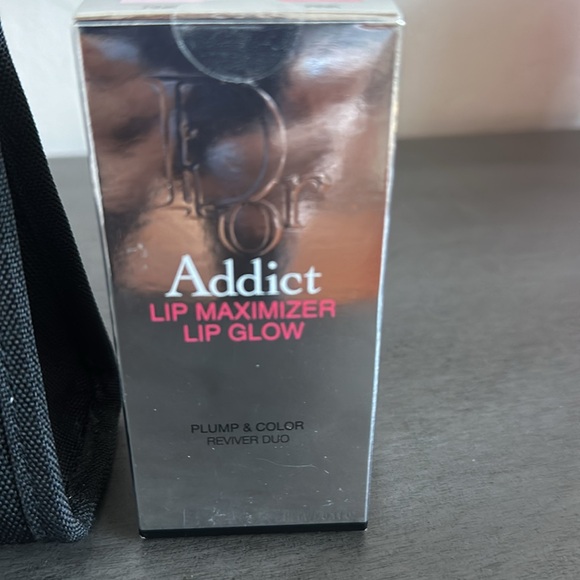 Dior
Addict
LIP MAXIMIZER
LIP GLOW
PLUMP & COLOR
REVIVER DUO